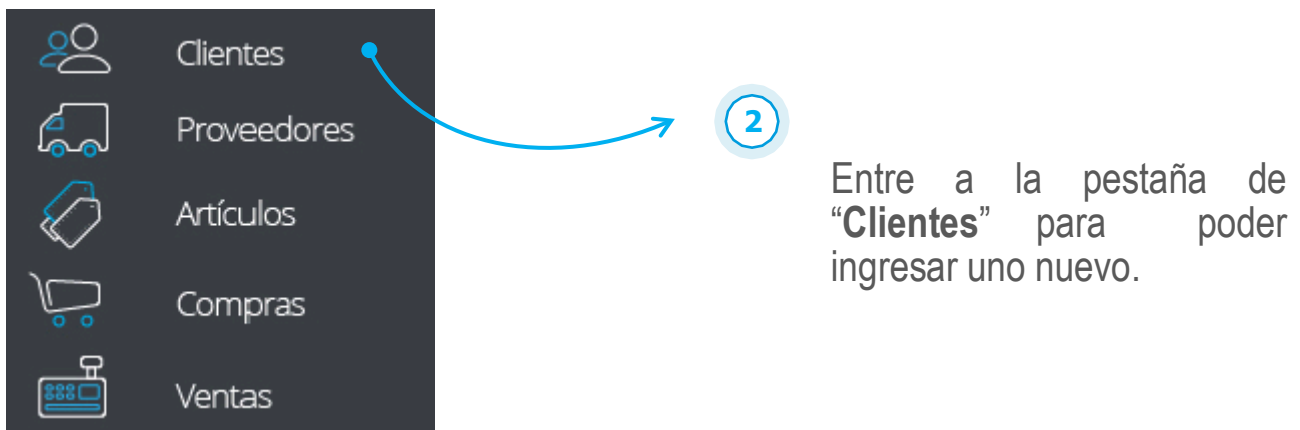 Clientes
Proveedores
Artículos
Compras
Ventas
2
Entre a la pestaña de
“Clientes” para poder
ingresar uno nuevo.